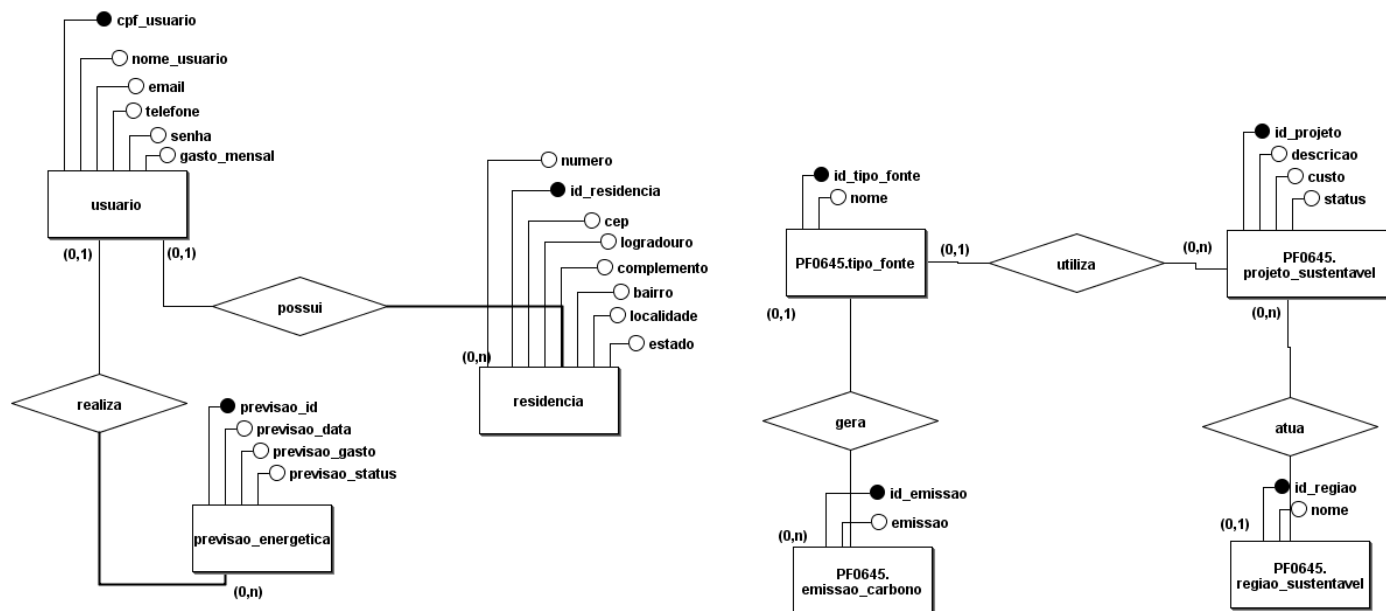 cpf_usuario
nome_usuario
email
telefone
senha
gasto_mensal
usuario
(0,1)
(0,1)
possui
numero
id_residencia
cep
logradouro
complemento
bairro
localidade
estado
(0,n)
residencia
realiza
previsao_id
previsao_data
previsao_gasto
previsao_status
previsao_energetica
(0,n)
id_tipo_fonte
nome
PF0645.tipo_fonte
(0,1)
(0,1)
utiliza
(0,n)
id_projeto
descricao
custo
status
PF0645.
projeto_sustentavel
(0,n)
gera
atua
id_emissao
emissao
(0,n)
PF0645.
emissao_carbono
id_regiao
nome
(0,1)
PF0645.
regiao_sustentavel